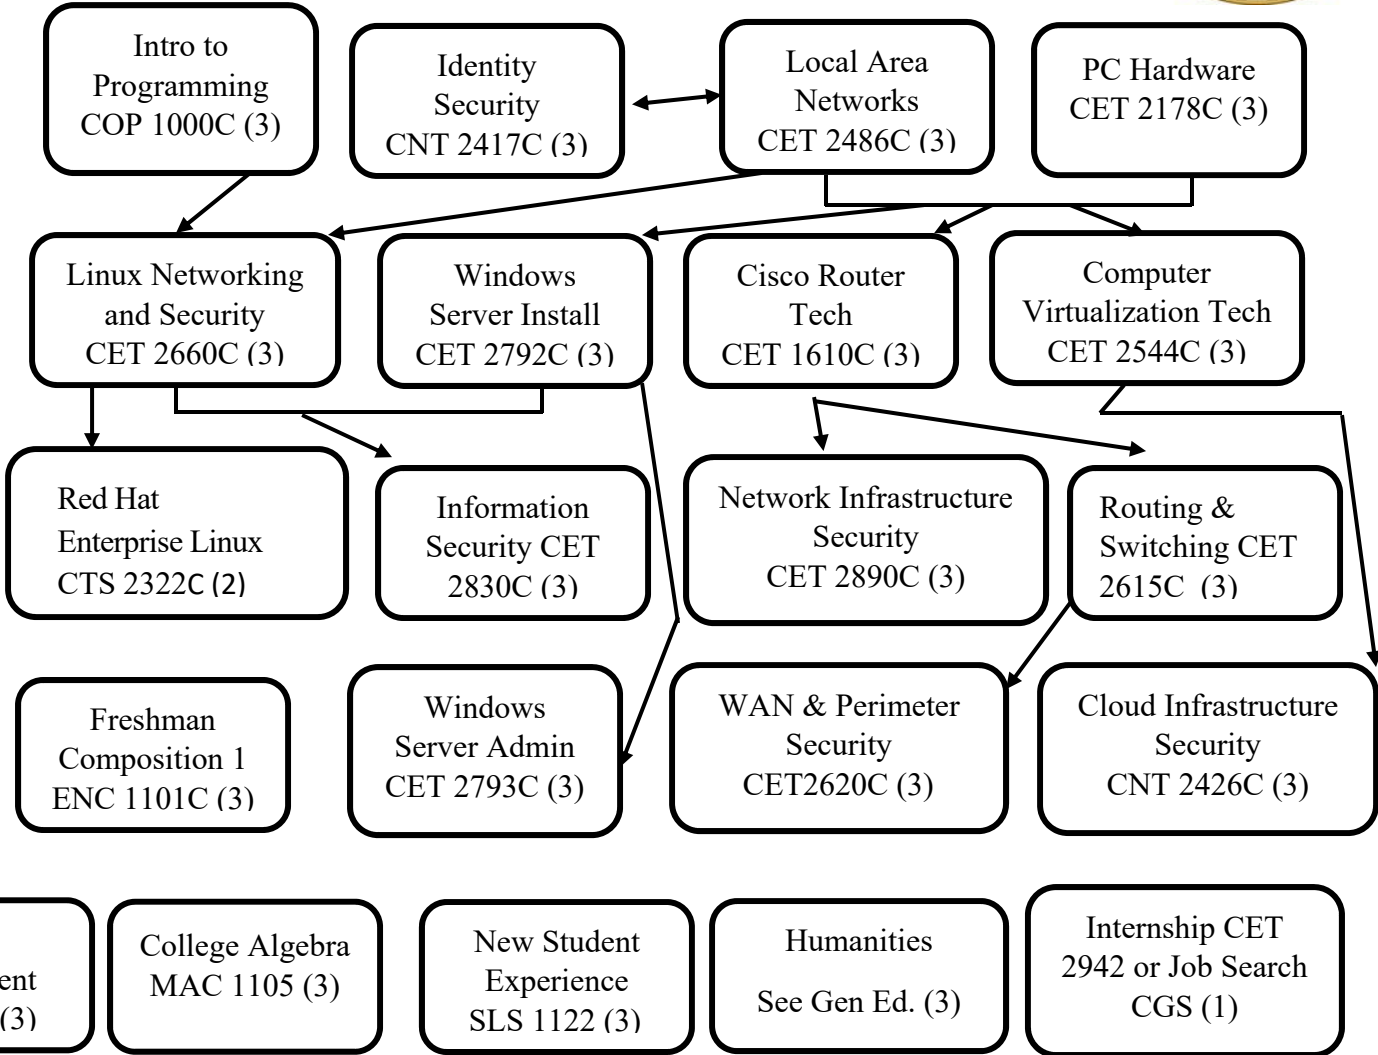 Intro to
Programming
COP 1000C (3)
Identity
Security
CNT 2417C (3)
Local Area
Networks
CET 2486C (3)
PC Hardware
CET 2178C (3)
Linux Networking
and Security
CET 2660C (3)
Windows
Server Install
CET 2792C (3)
Cisco Router
Tech
CET 1610C (3)
Computer
Virtualization Tech
CET 2544C (3)
Red Hat
Enterprise Linux
CTS 2322C (2)
Information
Security CET
2830C (3)
Network Infrastructure
Security
CET 2890C (3)
Routing &
Switching CET
2615C (3)
Freshman
Composition 1
ENC 1101C (3)
Windows
Server Admin
CET 2793C (3)
WAN & Perimeter
Security
CET2620C (3)
Cloud Infrastructure
Security
CNT 2426C (3)
ent
(3)
College Algebra
MAC 1105 (3)
New Student
Experience
SLS 1122 (3)
Humanities
See Gen Ed. (3)
Internship CET
2942 or Job Search
CGS (1)